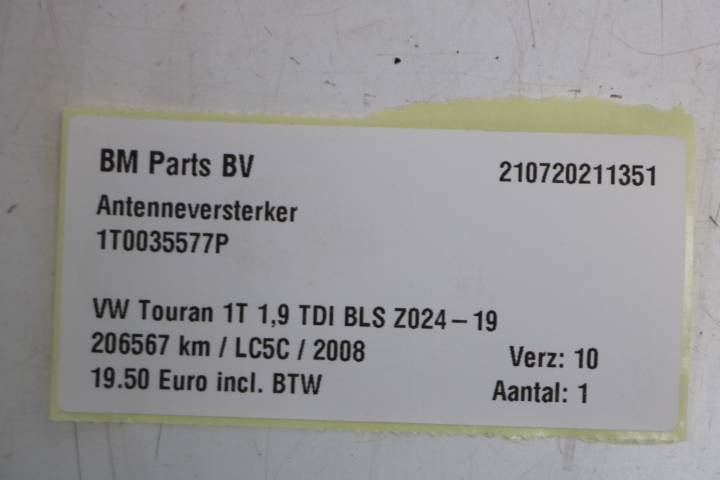 BM Parts BV 210720211351
Antenneversterker
1T0035577P
VW Touran 1T 1,9 TDI BLS Z024-19
206567 km / LC5C / 2008 Verz: 10
19.50 Euro incl. BTW Aantal: 1